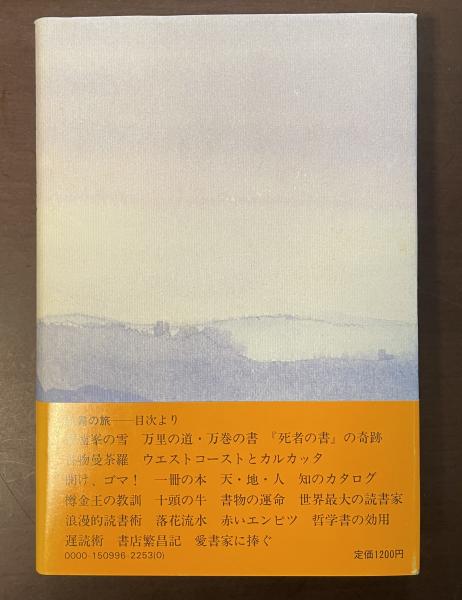 読書の旅――目次より
香爐峯の雪　万里の道・万巻の書　『死者の書』の奇跡
書物曼荼羅　ウエストコーストとカルカッタ
開け、ゴマ！　一冊の本　天・地・人　知のカタログ
樽金王の教訓　十頭の牛　書物の運命　世界最大の読書家
浪漫的読書術　落花流水　赤いエンピツ　哲学書の効用
遅読術　書店繁昌記　愛書家に捧ぐ
0000-150996-2253(0)　定価1200円